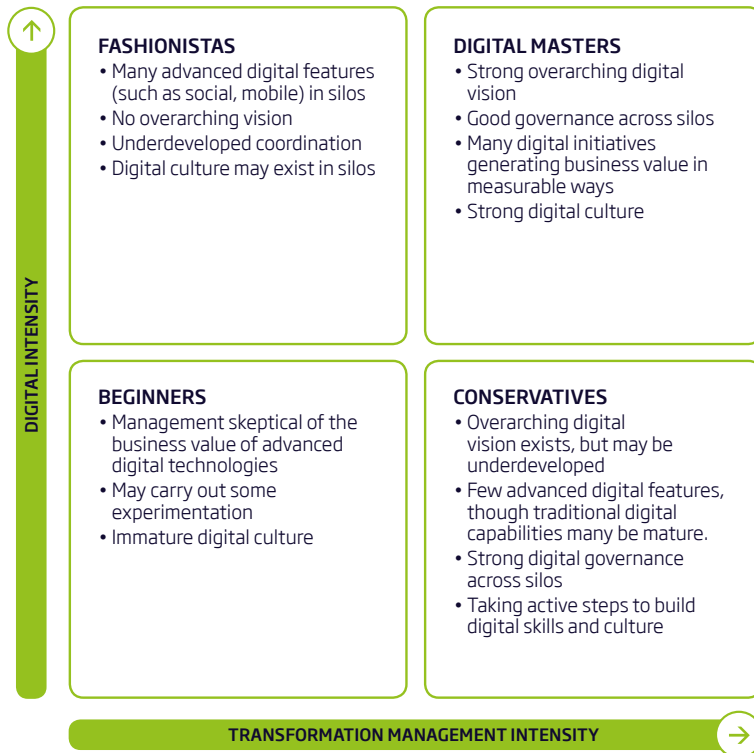 FASHIONISTAS
• Many advanced digital features
(such as social, mobile) in silos
• No overarching vision
• Underdeveloped coordination
• Digital culture may exist in silos
DIGITAL MASTERS
• Strong overarching digital
vision
• Good governance across silos
• Many digital initiatives
generating business value in
measurable ways
• Strong digital culture
DIGITAL INTENSITY
BEGINNERS
• Management skeptical of the
business value of advanced
digital technologies
• May carry out some
experimentation
• Immature digital culture
CONSERVATIVES
• Overarching digital
vision exists, but may be
underdeveloped
• Few advanced digital features,
though traditional digital
capabilities many be mature.
• Strong digital governance
across silos
• Taking active steps to build
digital skills and culture
TRANSFORMATION MANAGEMENT INTENSITY